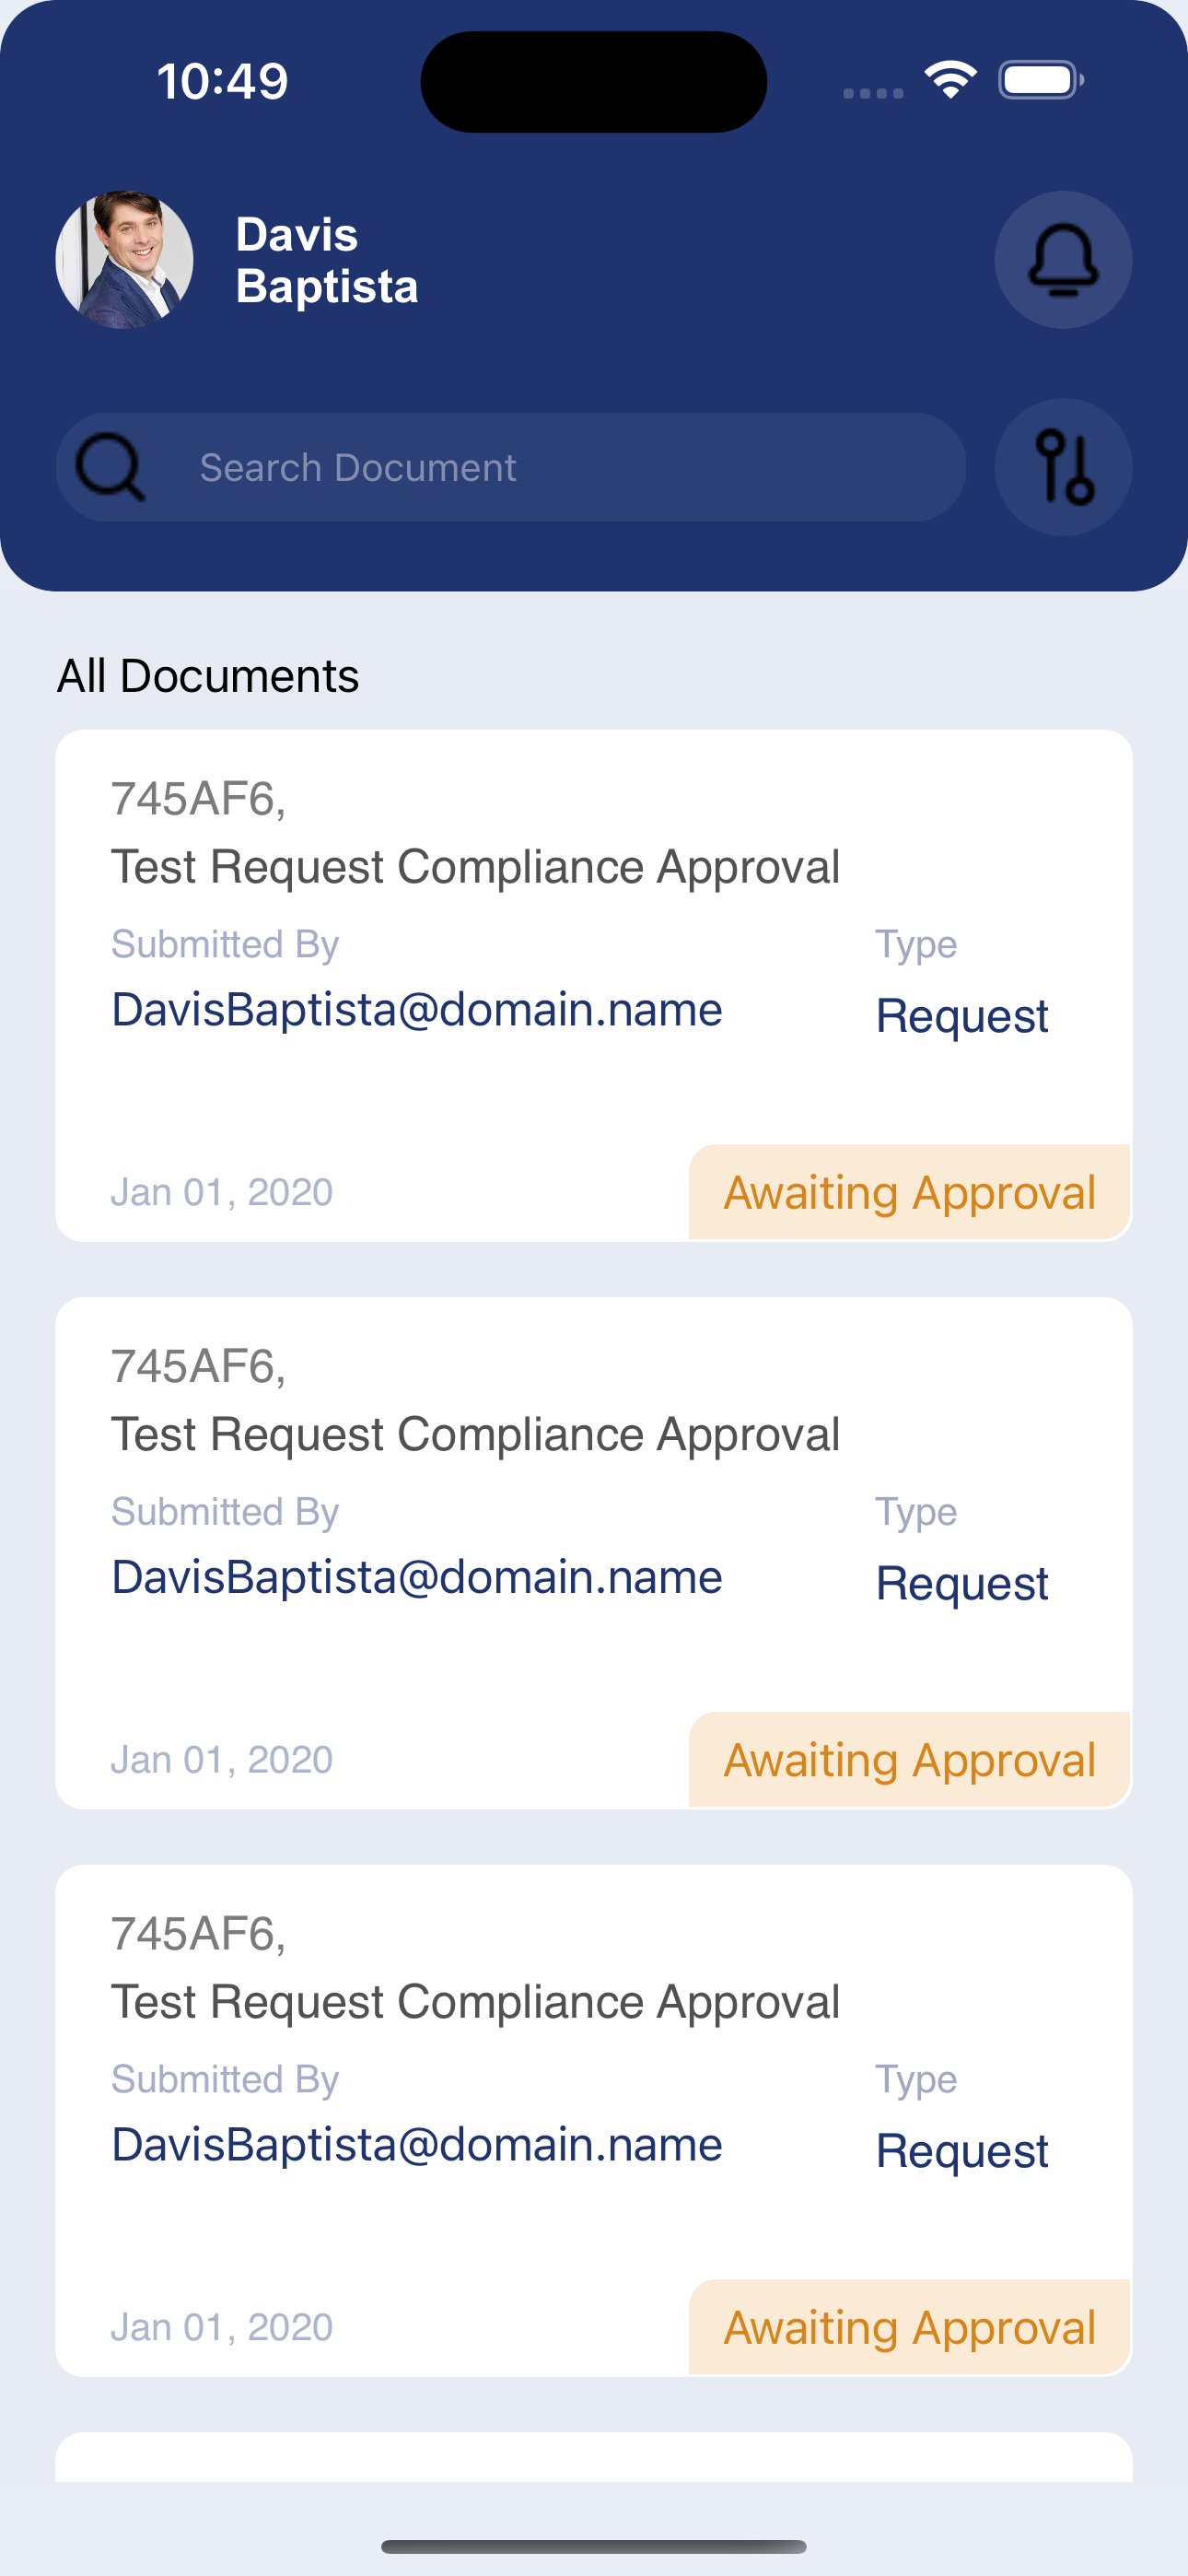 10:49
Davis
Baptista
Search Document
All Documents
745AF6,
Test Request Compliance Approval
Submitted By
Type
DavisBaptista@domain.name
Request
Jan 01, 2020
Awaiting Approval
745AF6,
Test Request Compliance Approval
Submitted By
Type
DavisBaptista@domain.name
Request
Jan 01, 2020
Awaiting Approval
745AF6,
Test Request Compliance Approval
Submitted By
Type
DavisBaptista@domain.name
Request
Jan 01, 2020
Awaiting Approval